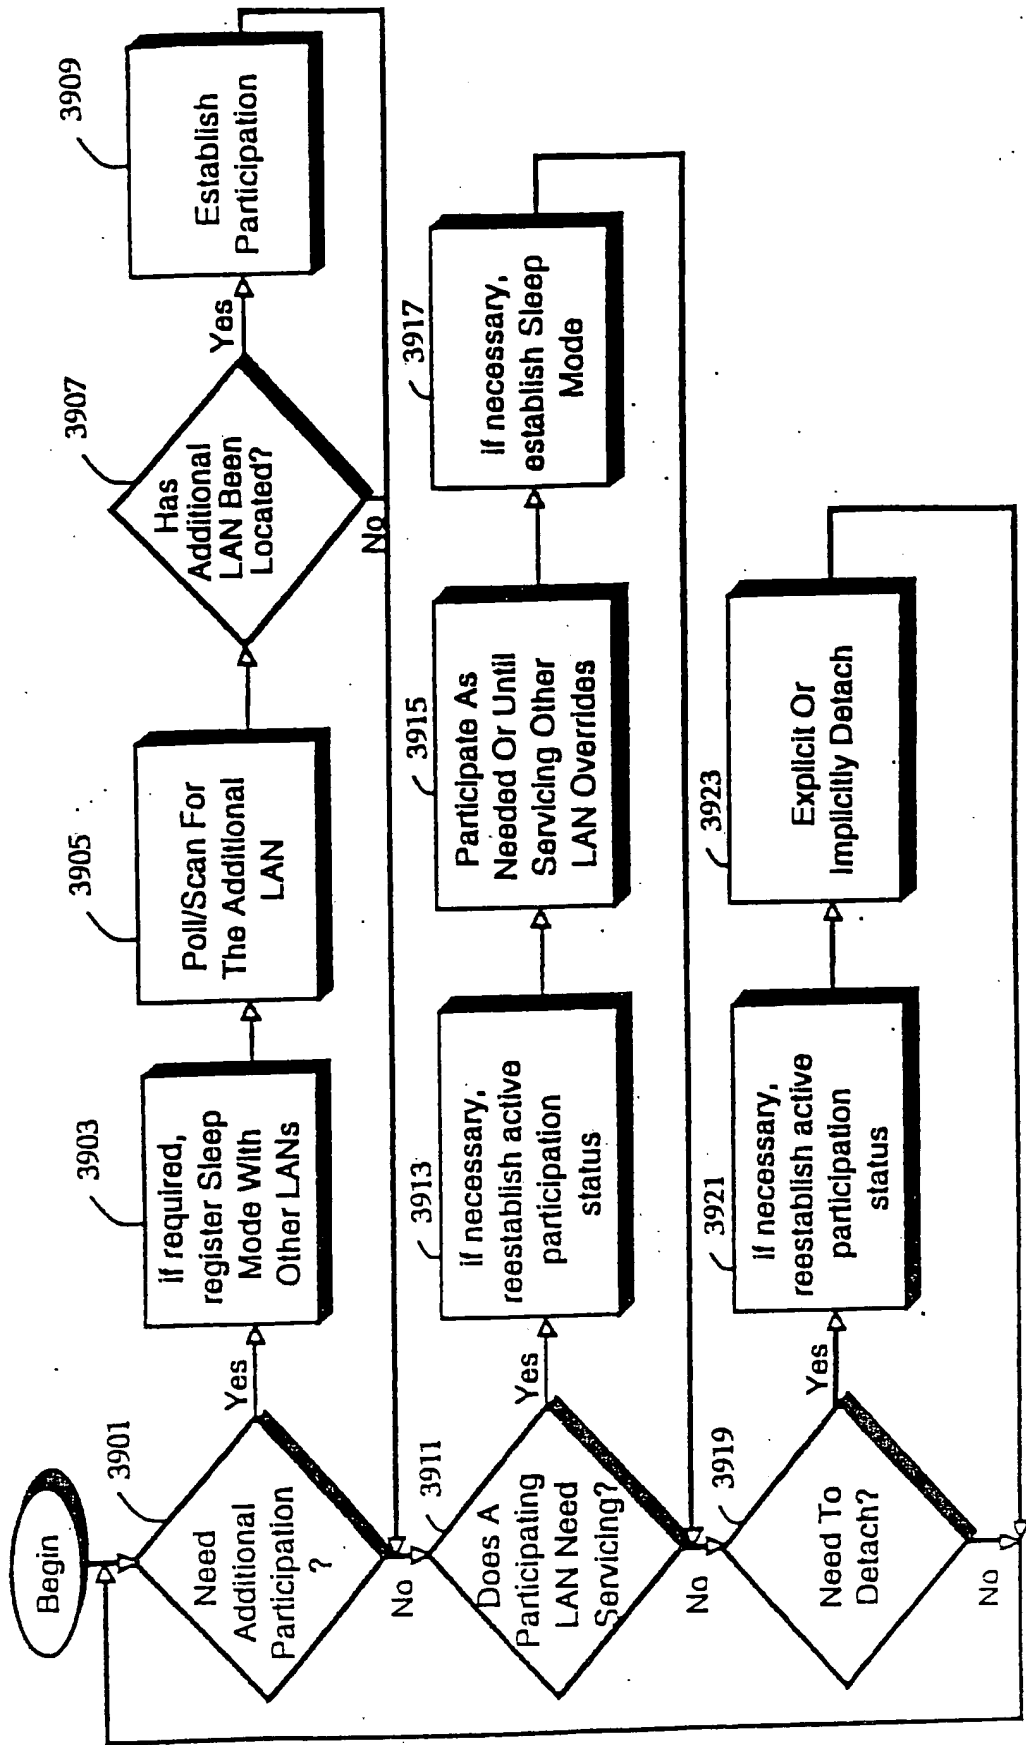 Begin
3901
Need
Additional
Participation
?
Yes
No
3903
if required,
register Sleep
Mode With
Other LANs
3905
Poll/Scan For
The Additional
LAN
3907
Has
Additional
LAN Been
Located?
Yes
No
3909
Establish
Participation
3911
Does A
Participating
LAN Need
Servicing?
Yes
No
3913
if necessary,
reestablish active
participation
status
3915
Participate As
Needed Or Until
Servicing Other
LAN Overrides
3917
if necessary,
establish Sleep
Mode
3919
Need To
Detach?
Yes
No
3921
if necessary,
reestablish active
participation
status
3923
Explicit Or
Implicitly Detach